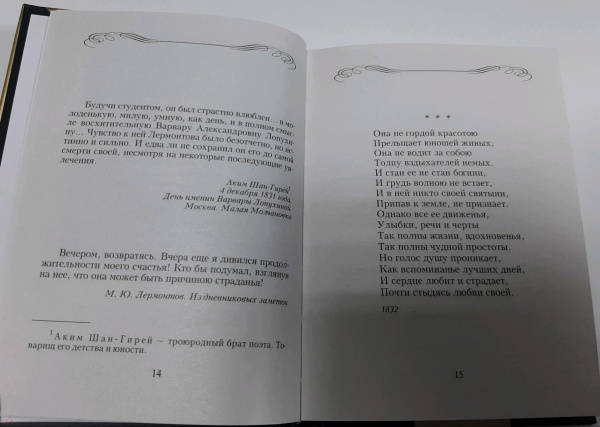 Будучи студентом, он был страстно влюблен... в мо-
лоденькую, милую, умную, как день, и в полном смыс-
ле восхитительную Варвару Александровну Лопухи-
ну... Чувство к ней Лермонтова было безотчетно, но ис-
тинно и сильно. И едва ли не сохранил он его до самой
смерти своей, несмотря на некоторые последующие ув-
лечения.
Аким Шан-Гирей¹
4 декабря 1831 года.
День именин Варвары Лопухиной
Москва. Малая Молчановка
Вечером, возвратясь. Вчера еще я дивился продол-
жительности моего счастья! Кто бы подумал, взглянув
на нее, что она может быть причиною страданья!
М. Ю. Лермонтов. Из дневниковых заметок
¹Аким Шан-Гирей — троюродный брат поэта. То-
варищ его детства и юности.
14
* * *
Она не гордой красотою
Прельщает юношей живых,
Она не водит за собою
Толпу вздыхателей немых.
И стан ее не стан богини,
И грудь волною не встает,
И в ней никто своей святыни,
Припав к земле, не признает.
Однако все ее движенья,
Улыбки, речи и черты
Так полны жизни, вдохновенья,
Так полны чудной простоты.
Но голос душу проникает,
Как вспоминанье лучших дней,
И сердце любит и страдает,
Почти стыдясь любви своей.
1832
15